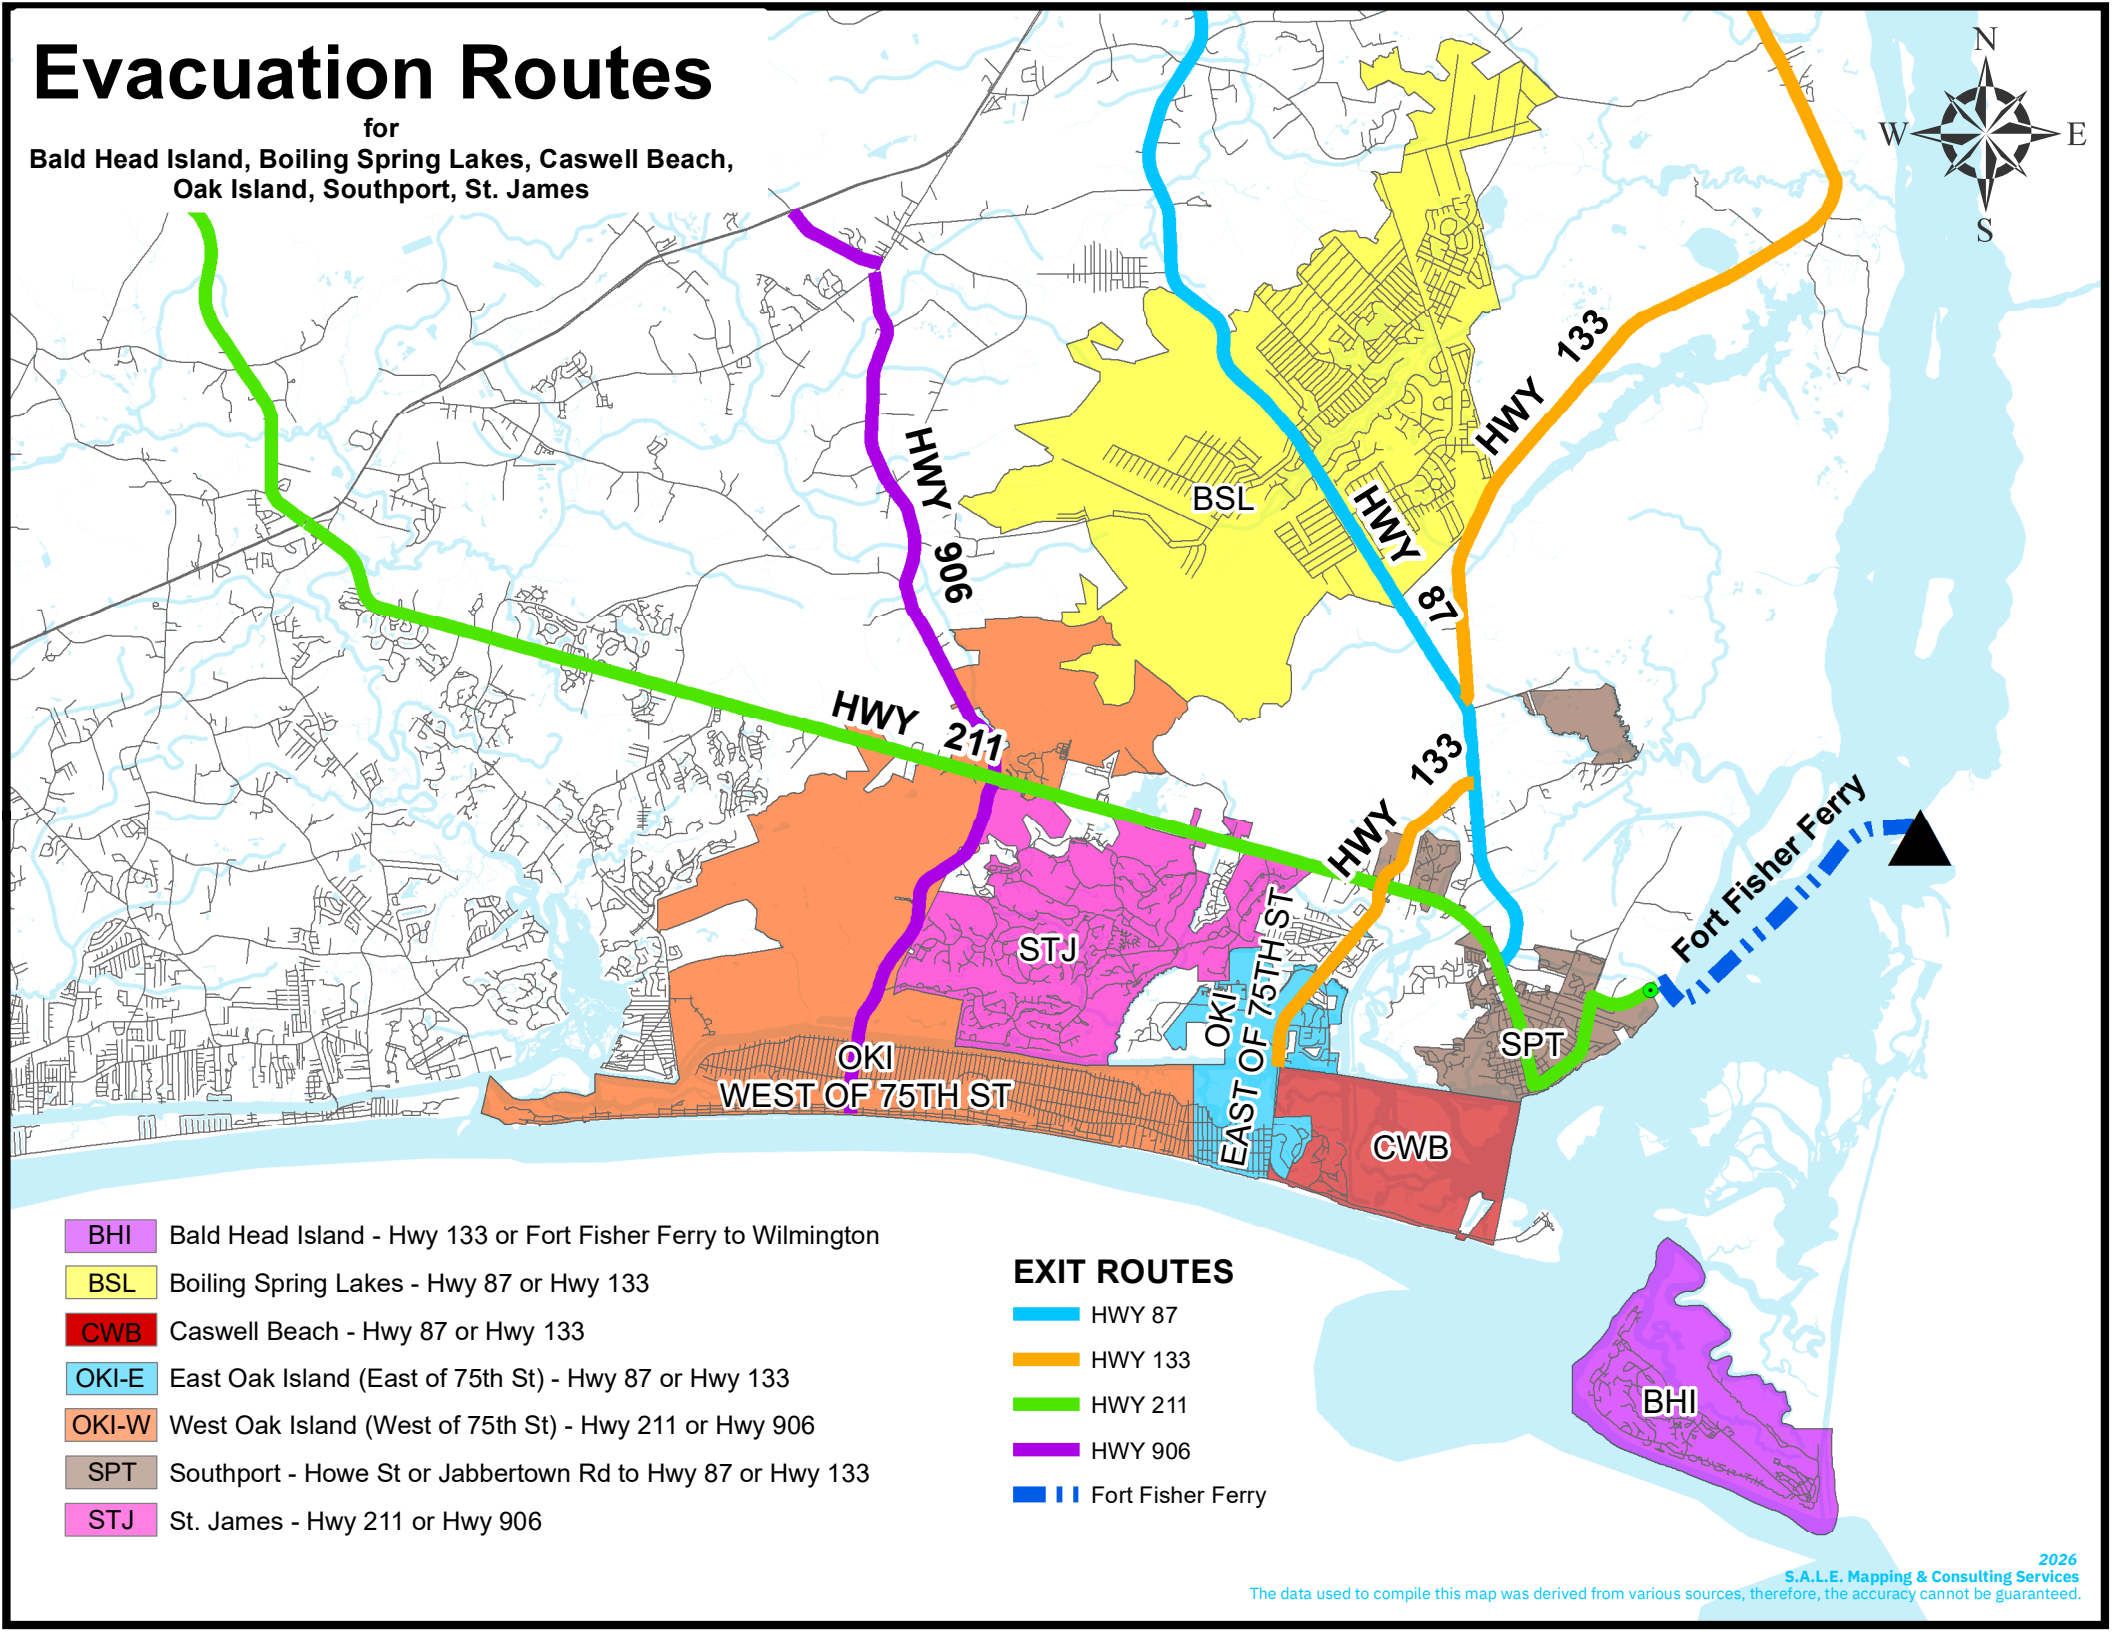 Evacuation Routes
for
Bald Head Island, Boiling Spring Lakes, Caswell Beach,
Oak Island, Southport, St. James
N
W
E
S
HWY 133
HWY 906
BSL
HWY 87
HWY 211
HWY 133
Fort Fisher Ferry
STJ
OKI
EAST OF 75TH ST
SPT
OKI
WEST OF 75TH ST
CWB
BHI
BHI Bald Head Island - Hwy 133 or Fort Fisher Ferry to Wilmington
BSL Boiling Spring Lakes - Hwy 87 or Hwy 133
CWB Caswell Beach - Hwy 87 or Hwy 133
OKI-E East Oak Island (East of 75th St) - Hwy 87 or Hwy 133
OKI-W West Oak Island (West of 75th St) - Hwy 211 or Hwy 906
SPT Southport - Howe St or Jabbertown Rd to Hwy 87 or Hwy 133
STJ St. James - Hwy 211 or Hwy 906
EXIT ROUTES
HWY 87
HWY 133
HWY 211
HWY 906
Fort Fisher Ferry
2026
S.A.L.E. Mapping & Consulting Services
The data used to compile this map was derived from various sources, therefore, the accuracy cannot be guaranteed.